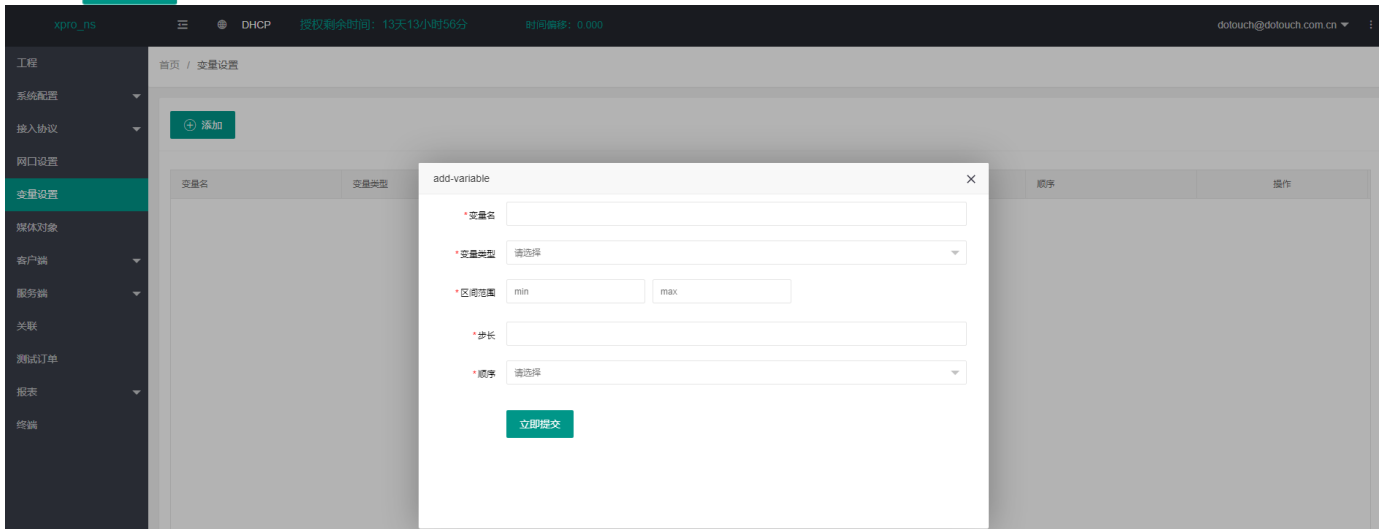 xpro_ns DHCP 授权剩余时间：13天13小时56分 时间偏移：0.000 dotouch@dotouch.com.cn
工程
首页 / 变量设置
系统配置
接入协议
添加
网口设置
变量设置
媒体对象
客户端
服务端
关联
测试订单
报表
终端
变量名 变量类型 顺序 操作
add-variable
*变量名
*变量类型 请选择
*区间范围 min max
*步长
*顺序 请选择
立即提交